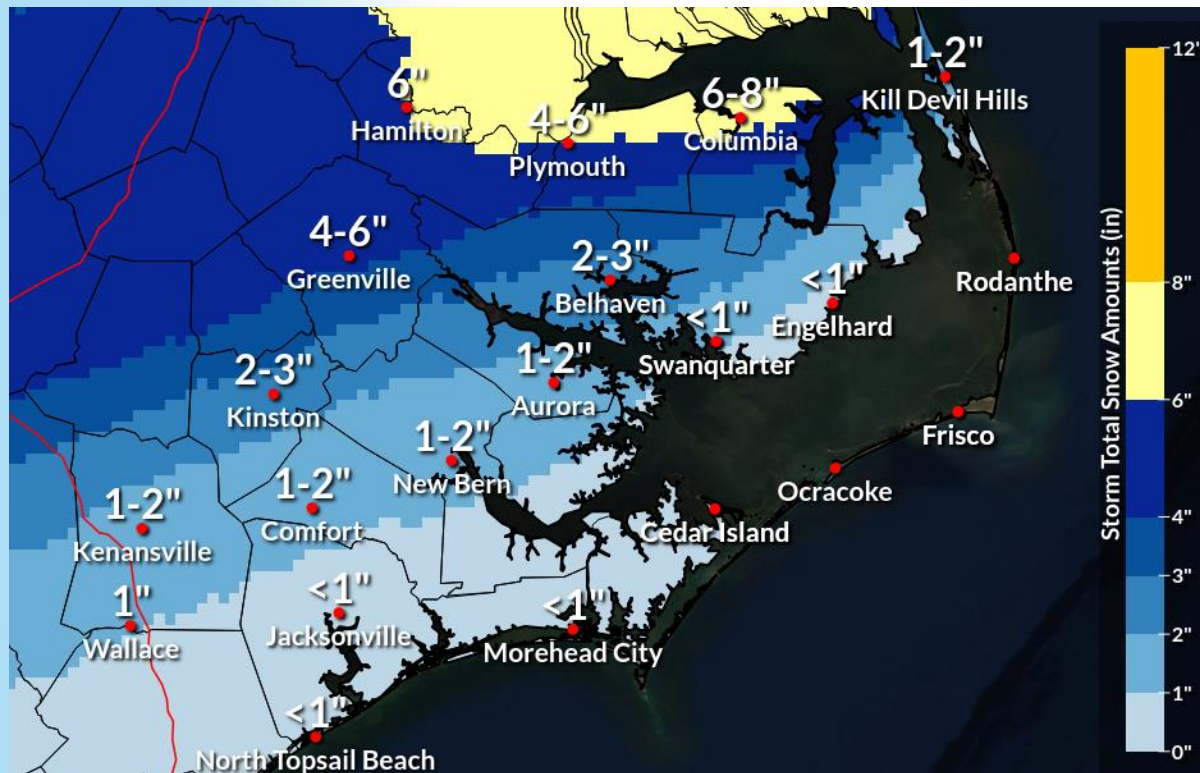 1-2"
Kill Devil Hills
6"
Hamilton
4-6"
Plymouth
6-8"
Columbia
4-6"
Greenville
2-3"
Belhaven
<1"
Engelhard
Rodanthe
<1"
Swanquarter
2-3"
Kinston
1-2"
Aurora
Frisco
1-2"
New Bern
Ocracoke
1-2"
Kenansville
1-2"
Comfort
Cedar Island
1"
Wallace
<1"
Jacksonville
<1"
Morehead City
<1"
North Topsail Beach
Storm Total Snow Amounts (in)
12"
8"
6"
4"
3"
2"
1"
0"